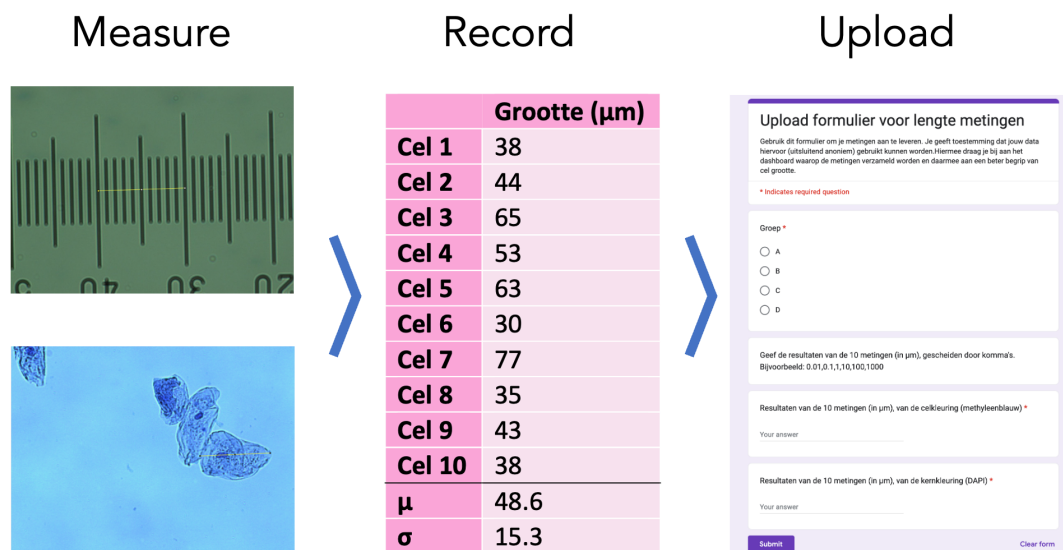 Measure
Record
Upload
Grootte (μm)
Cel 1 38
Cel 2 44
Cel 3 65
Cel 4 53
Cel 5 63
Cel 6 30
Cel 7 77
Cel 8 35
Cel 9 43
Cel 10 38
μ 48.6
σ 15.3
Upload formulier voor lengte metingen
Gebruik dit formulier om je metingen aan te leveren. Je geeft toestemming dat jouw data
hiervoor (uitsluitend anoniem) gebruikt kunnen worden.Hiermee draag je bij aan het
dashboard waarop de metingen verzameld worden en daarmee aan een beter begrip van
cel grootte.
* Indicates required question
Groep *
A
B
C
D
Geef de resultaten van de 10 metingen (in μm), gescheiden door komma's.
Bijvoorbeeld: 0.01,0.1,1,10,100,1000
Resultaten van de 10 metingen (in μm), van de celkleuring (methyleenblauw) *
Your answer
Resultaten van de 10 metingen (in μm), van de kernkleuring (DAPI) *
Your answer
Submit
Clear form